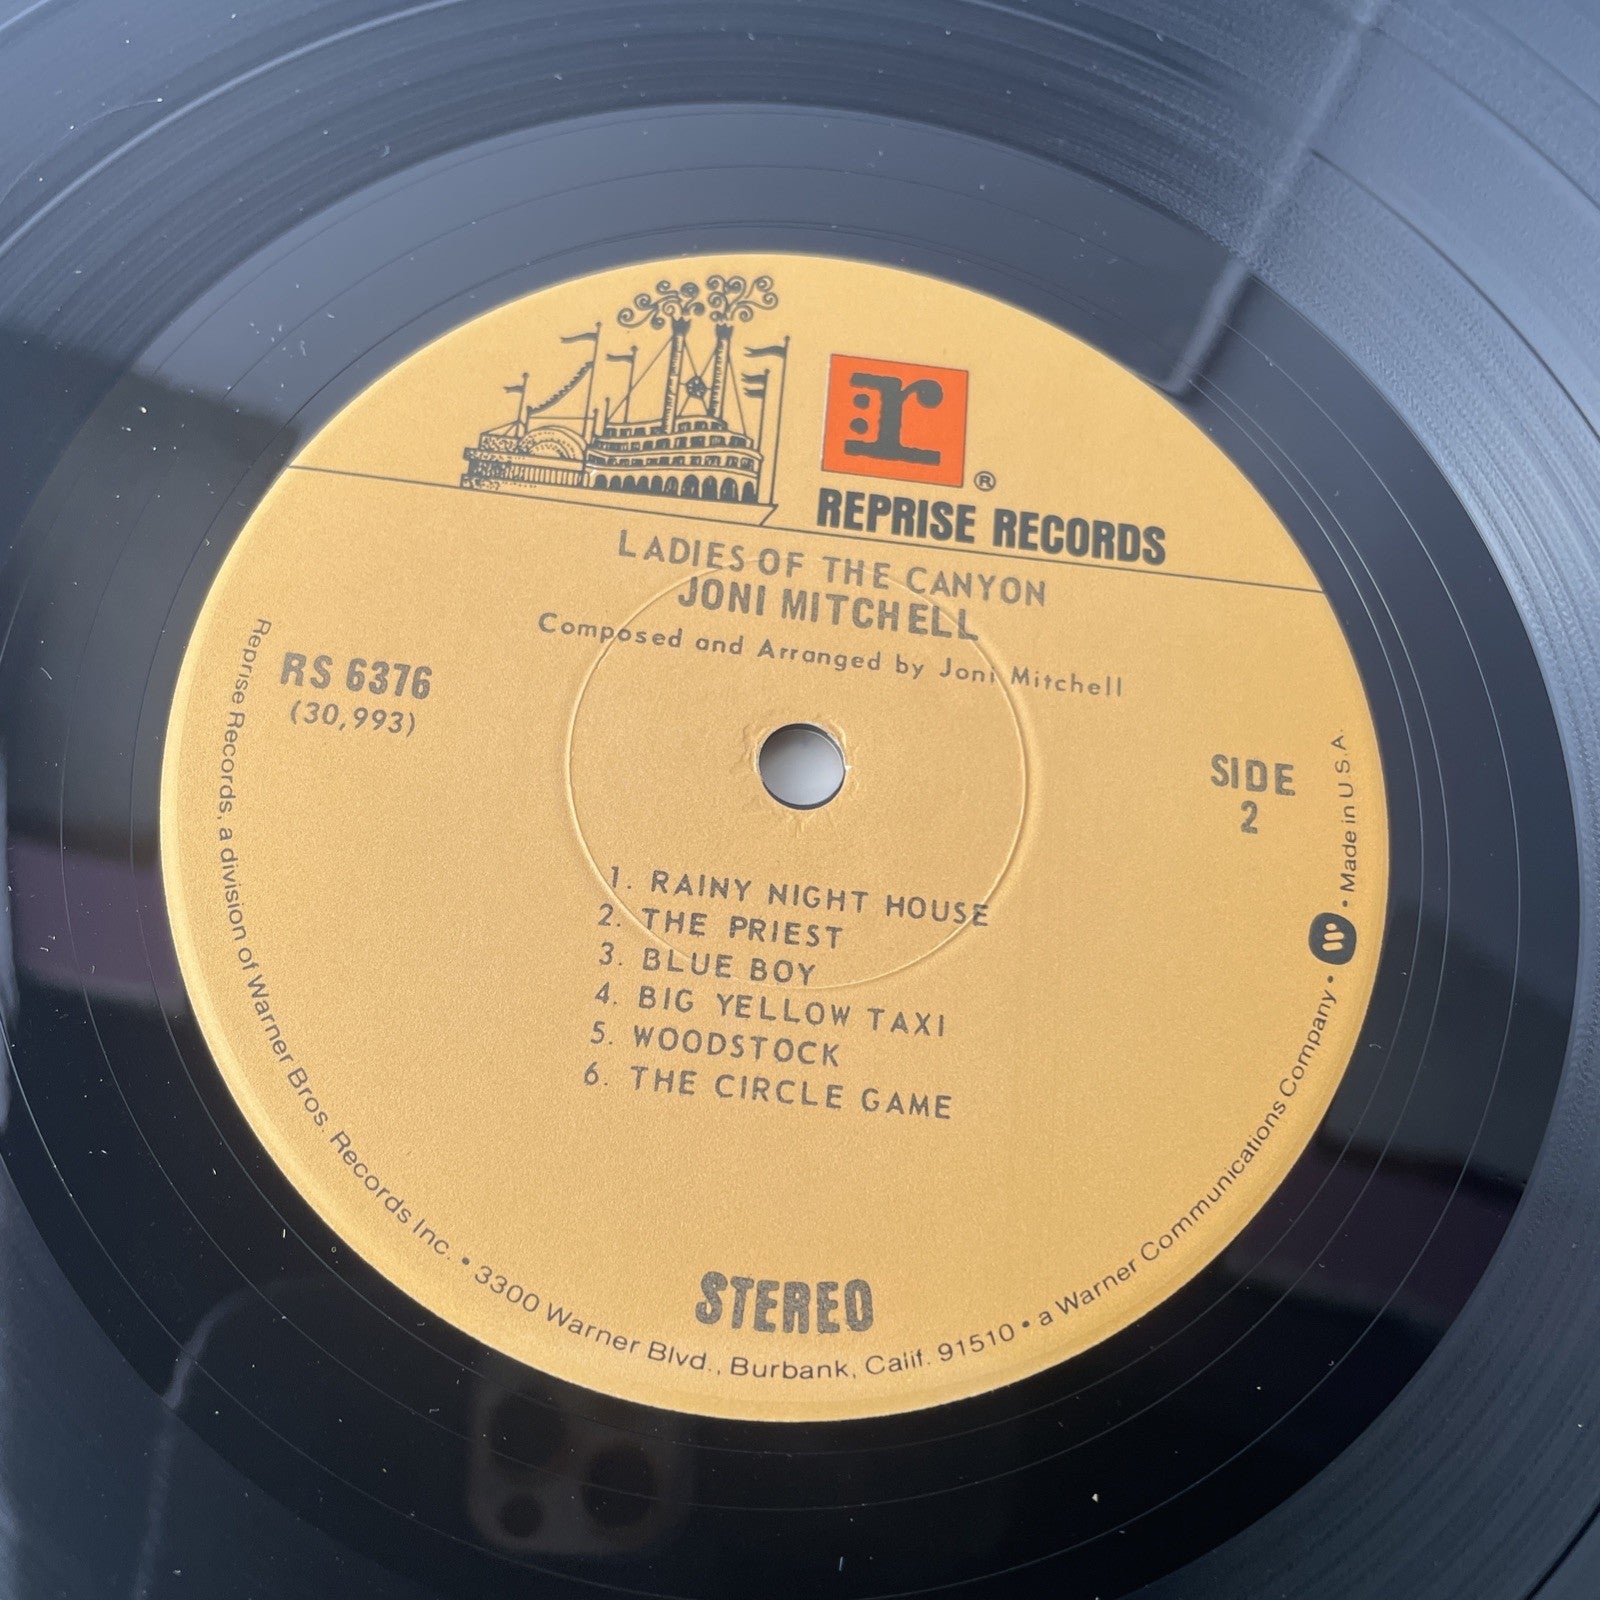 r
®
REPRISE RECORDS
LADIES OF THE CANYON
JONI MITCHELL
Composed and Arranged by Joni Mitchell
RS 6376
(30,993)
SIDE
2
1. RAINY NIGHT HOUSE
2. THE PRIEST
3. BLUE BOY
4. BIG YELLOW TAXI
5. WOODSTOCK
6. THE CIRCLE GAME
STEREO
Reprise Records, a division of Warner Bros. Records Inc. • 3300 Warner Blvd., Burbank, Calif. 91510 • a Warner Communications Company • W • Made in U.S.A.